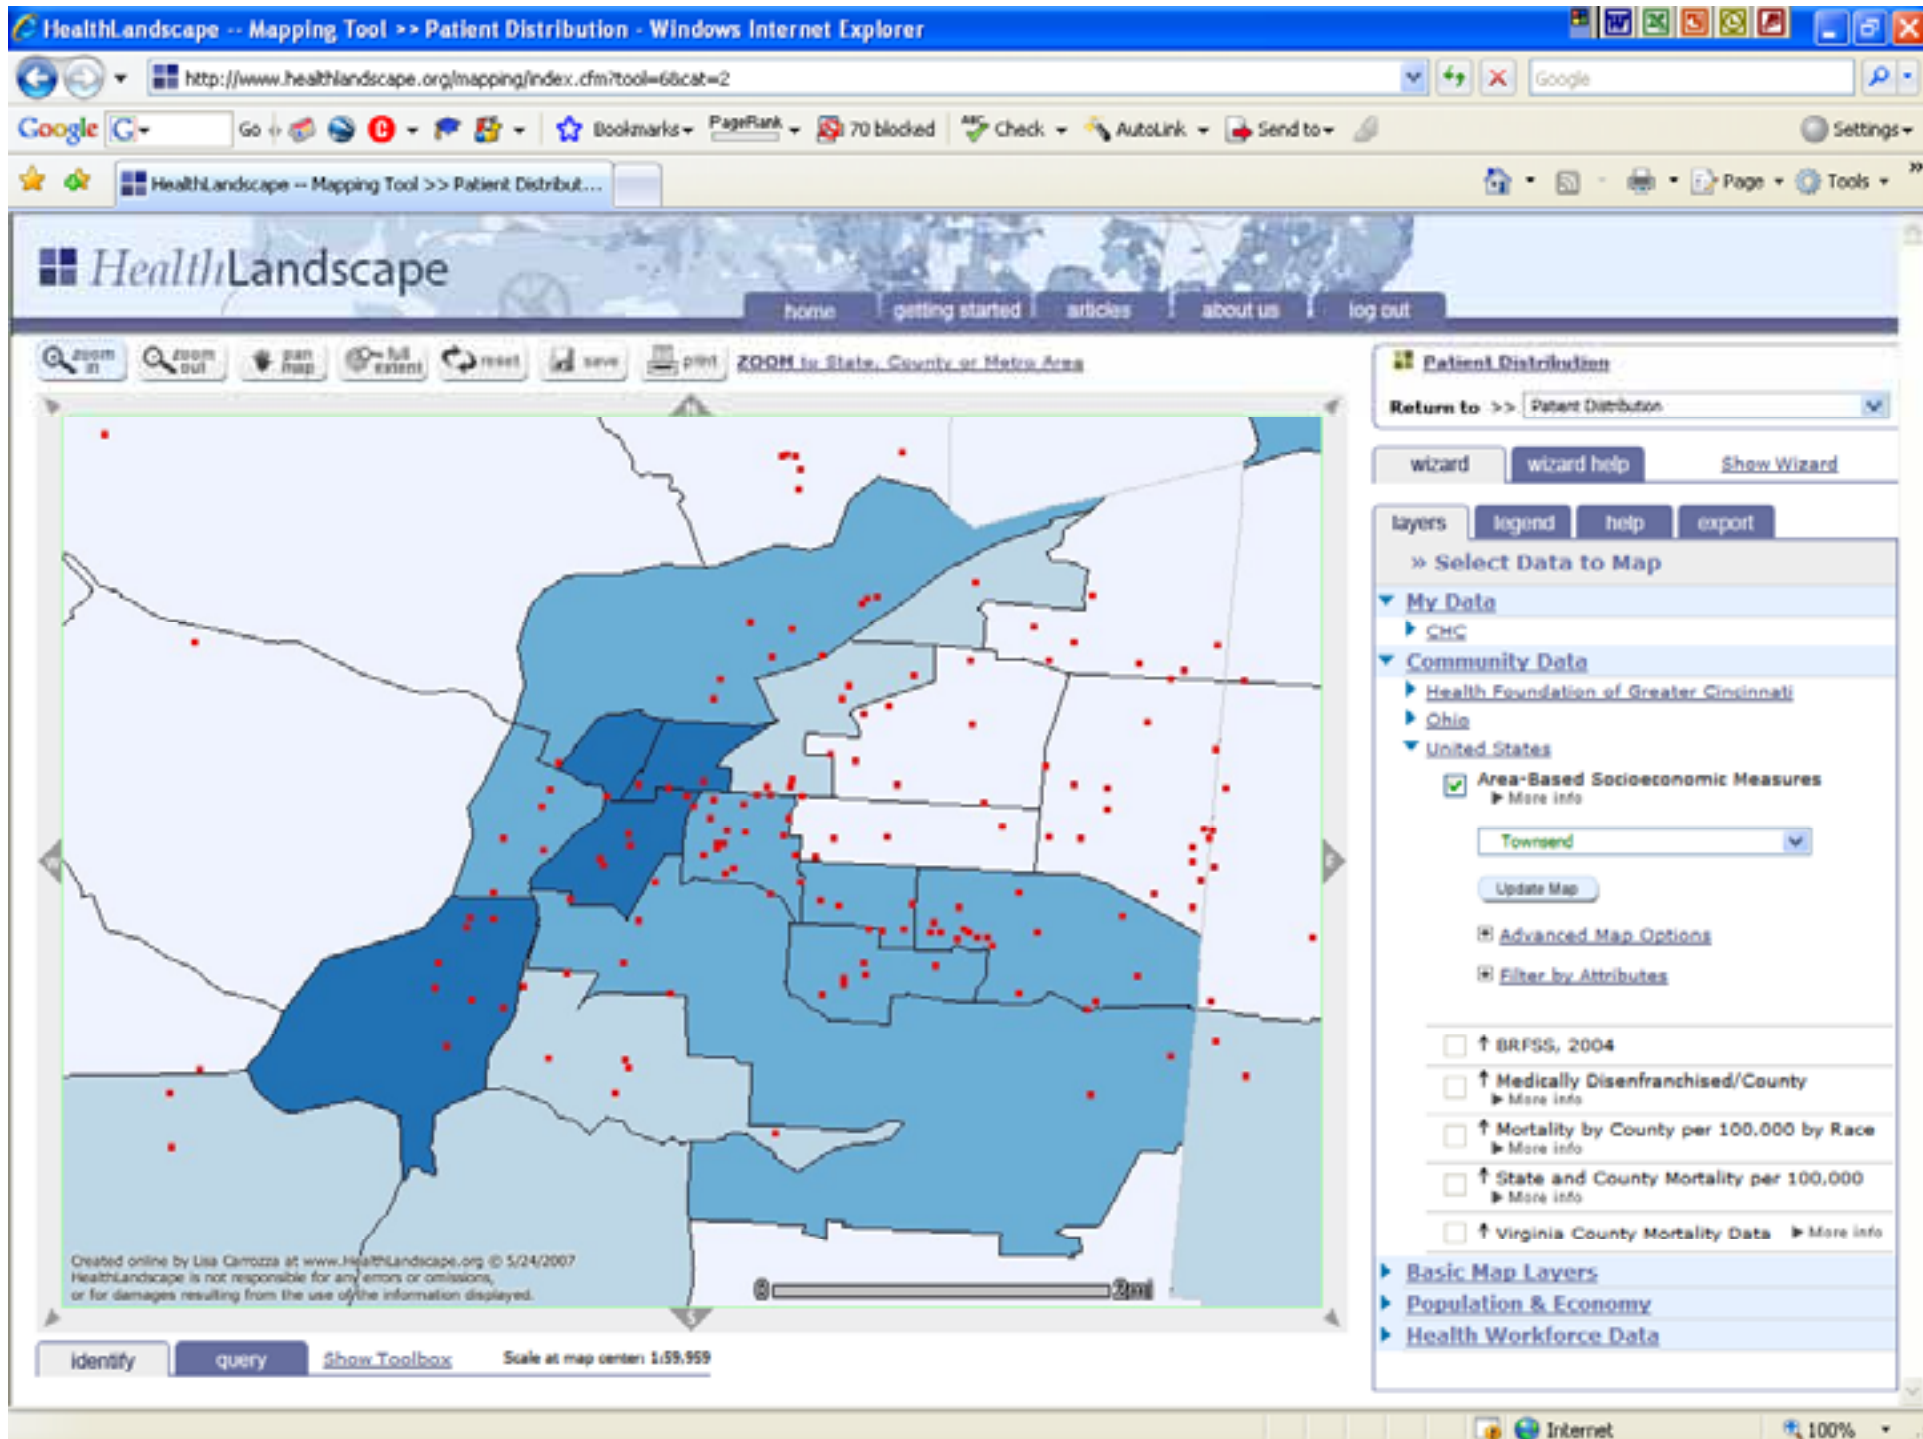 HealthLandscape -- Mapping Tool >> Patient Distribution - Windows Internet Explorer
http://www.healthlandscape.org/mapping/index.cfm?tool=6&cat=2
Google
Google G Go Bookmarks PageRank 70 blocked Check AutoLink Send to Settings
HealthLandscape -- Mapping Tool >> Patient Distribut... Page Tools
HealthLandscape
home getting started articles about us log out
zoom in zoom out pan map full extent reset save print ZOOM to State, County or Metro Area
Patient Distribution
Return to >> Patient Distribution
wizard wizard help Show Wizard
layers legend help export
» Select Data to Map
My Data
CHC
Community Data
Health Foundation of Greater Cincinnati
Ohio
United States
Area-Based Socioeconomic Measures
More info
Townsend
Update Map
Advanced Map Options
Filter by Attributes
BRFSS, 2004
Medically Disenfranchised/County
More info
Mortality by County per 100,000 by Race
More info
State and County Mortality per 100,000
More info
Virginia County Mortality Data More info
Basic Map Layers
Population & Economy
Health Workforce Data
N
W
E
S
Created online by Lisa Carrozza at www.HealthLandscape.org © 5/24/2007
HealthLandscape is not responsible for any errors or omissions,
or for damages resulting from the use of the information displayed.
0 2mi
identify query Show Toolbox Scale at map center: 1:59,959
Internet 100%